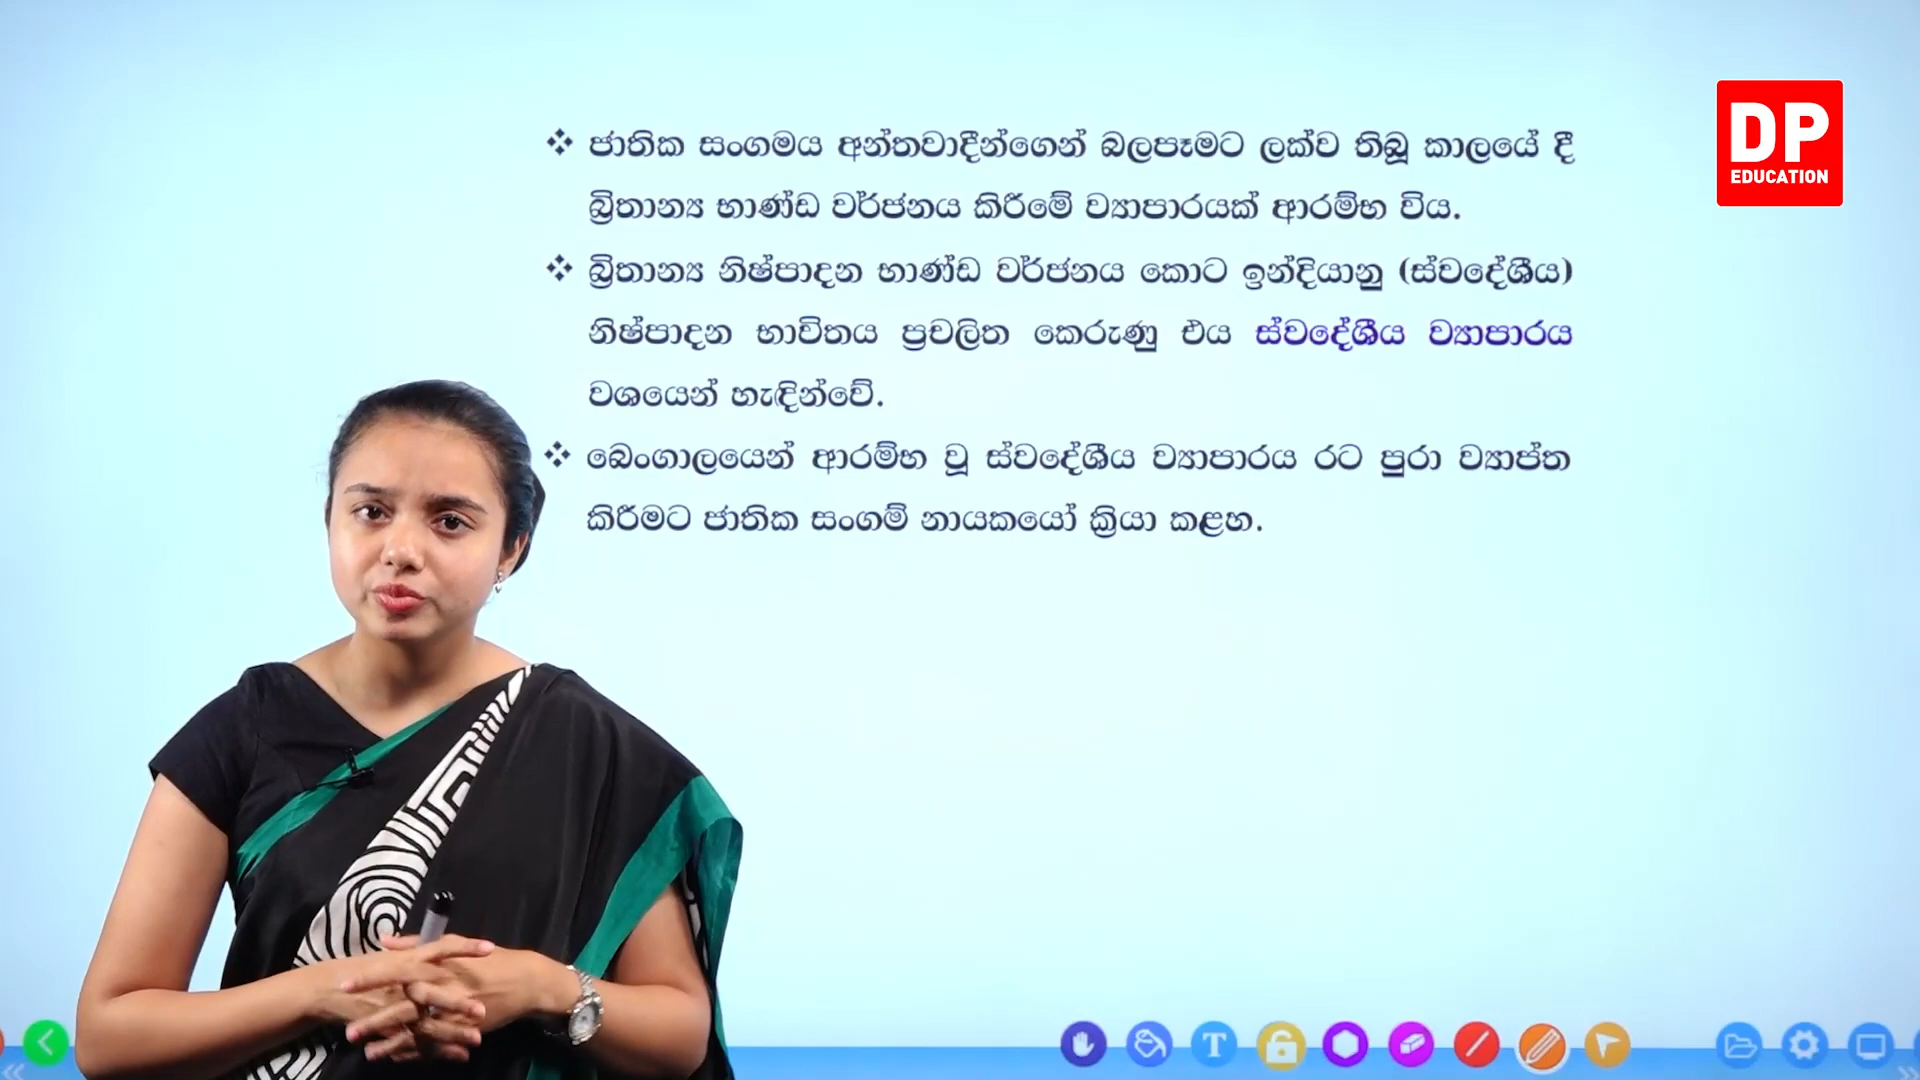 DP
EDUCATION
❖ ජාතික සංගමය අන්තවාදීන්ගෙන් බලපෑමට ලක්ව තිබූ කාලයේ දී
බ්‍රිතාන්‍ය භාණ්ඩ වර්ජනය කිරීමේ ව්‍යාපාරයක් ආරම්භ විය.
❖ බ්‍රිතාන්‍ය නිෂ්පාදන භාණ්ඩ වර්ජනය කොට ඉන්දියානු (ස්වදේශීය)
නිෂ්පාදන භාවිතය ප්‍රචලිත කෙරුණු එය ස්වදේශීය ව්‍යාපාරය
වශයෙන් හැඳින්වේ.
❖ බෙංගාලයෙන් ආරම්භ වූ ස්වදේශීය ව්‍යාපාරය රට පුරා ව්‍යාප්ත
කිරීමට ජාතික සංගම් නායකයෝ ක්‍රියා කළහ.
T